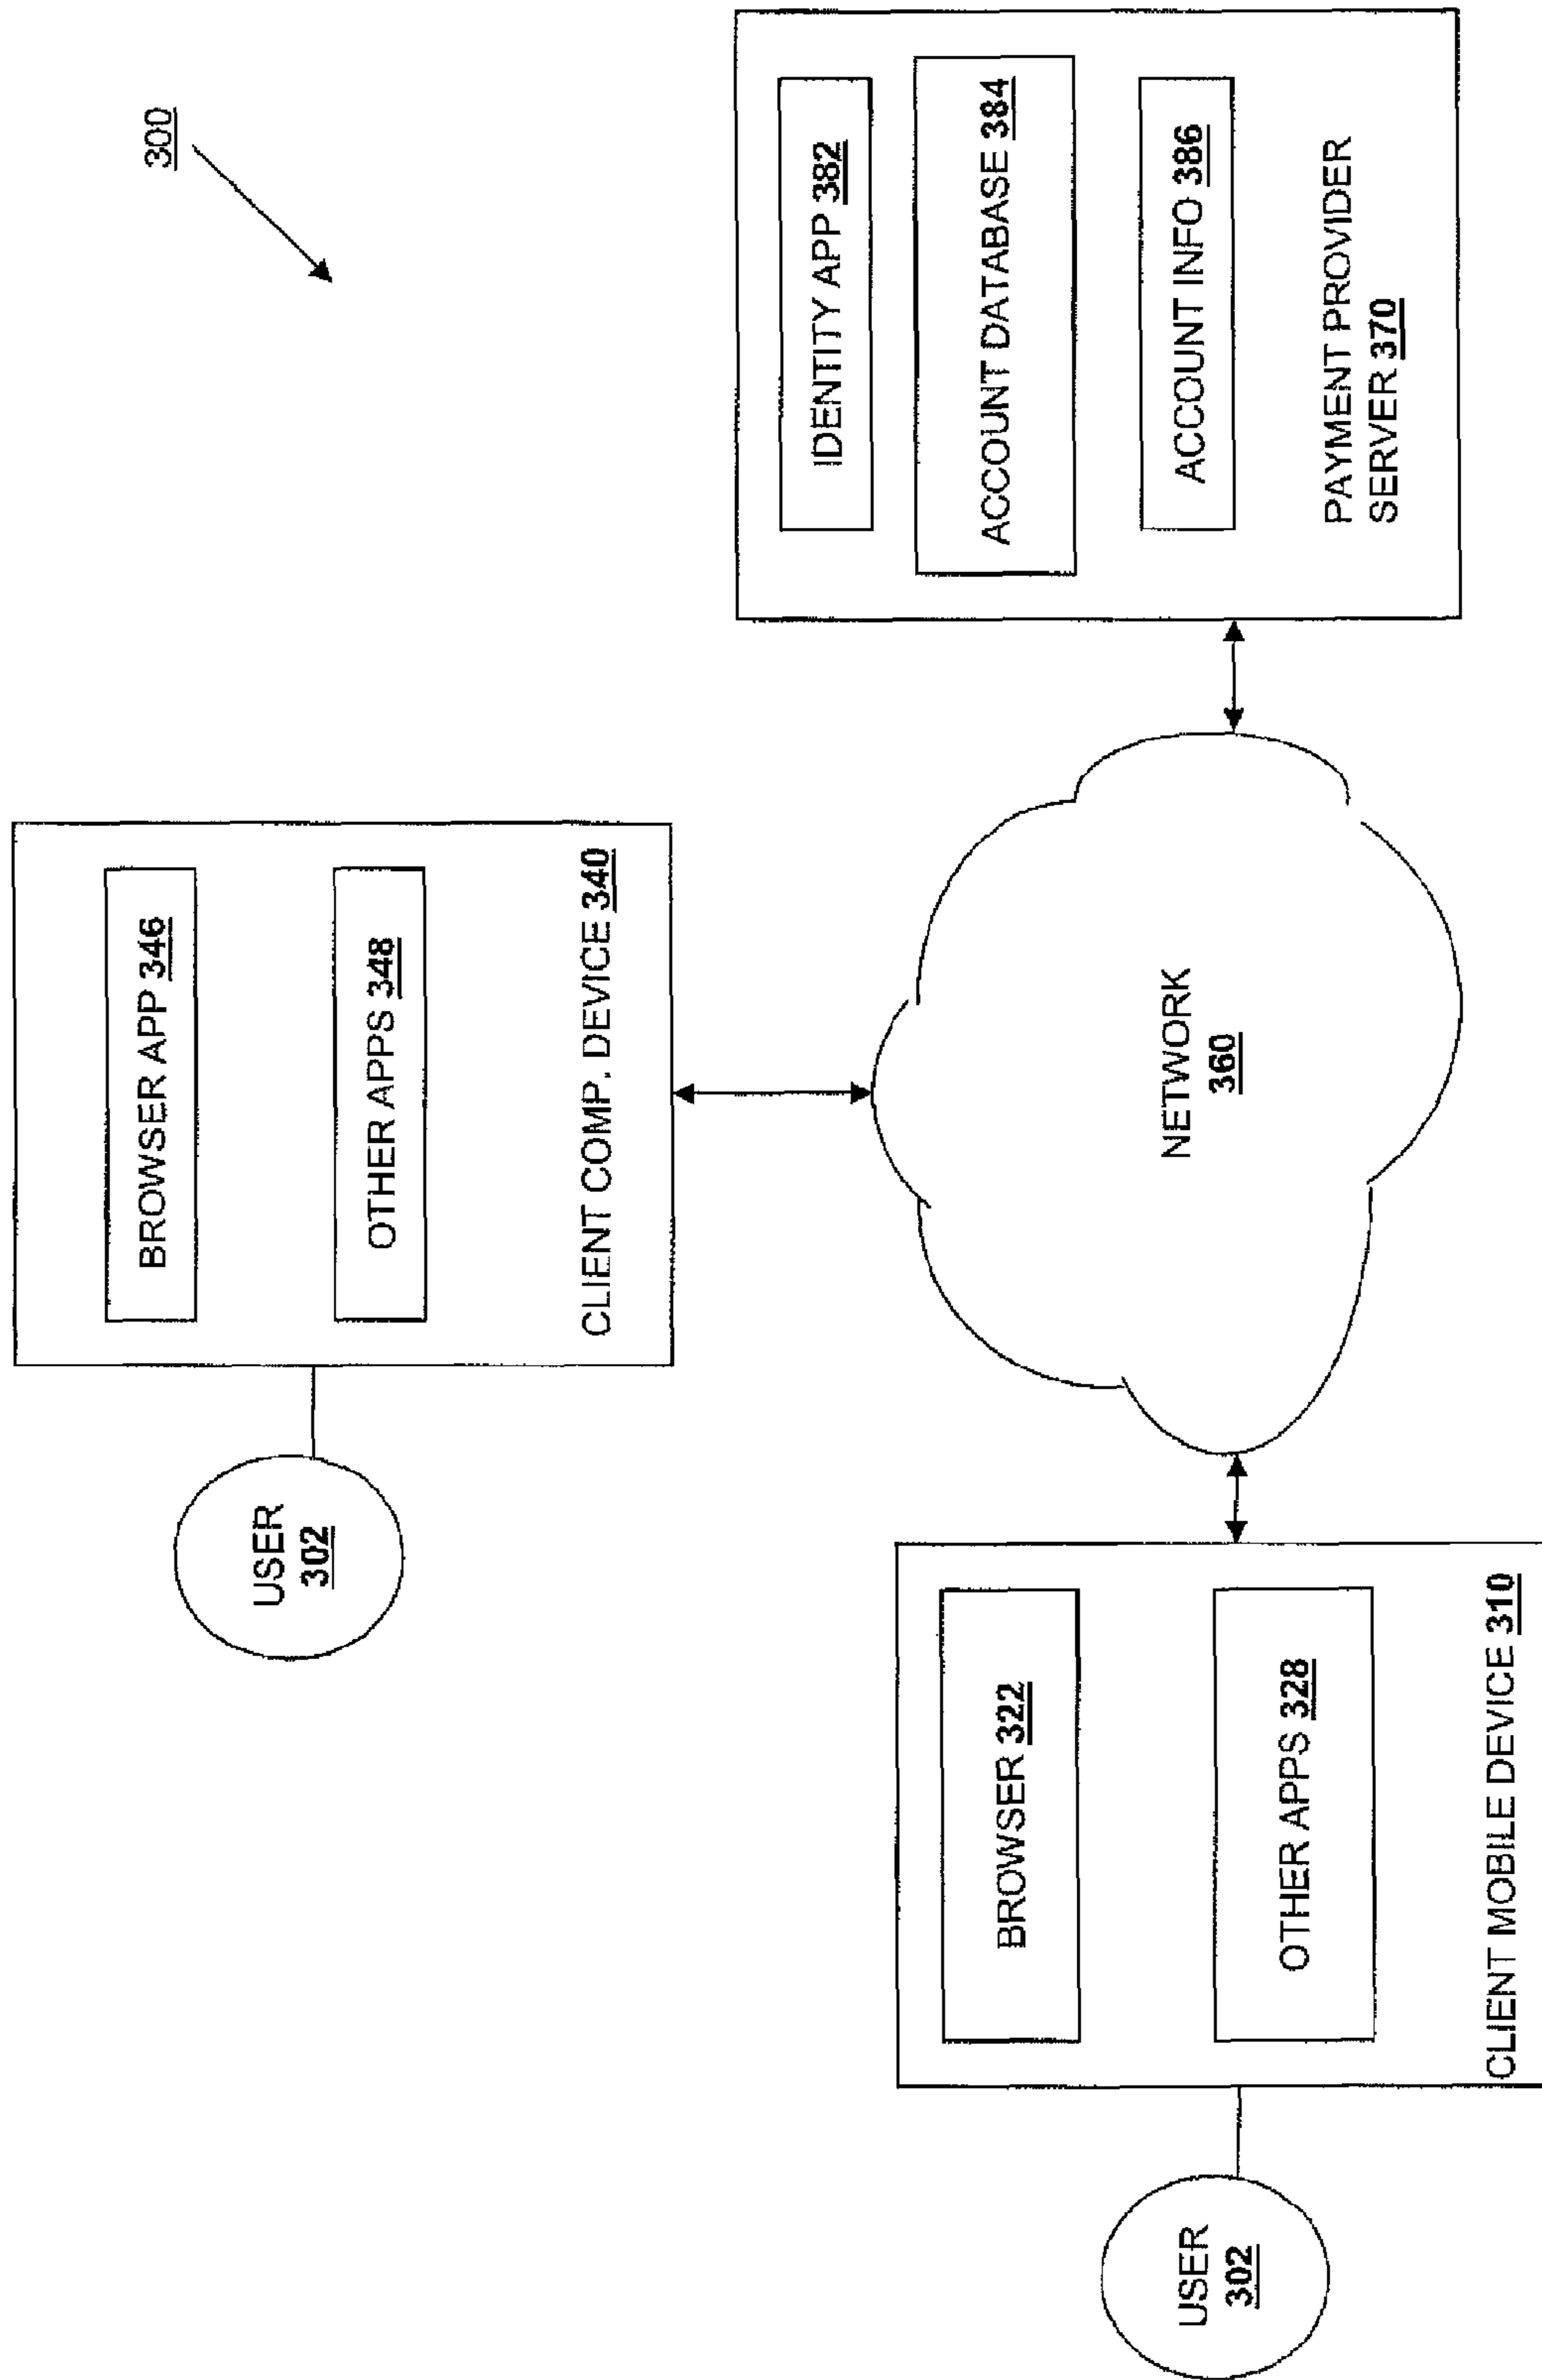 300
USER
302
BROWSER APP 346
OTHER APPS 348
CLIENT COMP. DEVICE 340
IDENTITY APP 382
ACCOUNT DATABASE 384
ACCOUNT INFO 386
PAYMENT PROVIDER
SERVER 370
NETWORK
360
USER
302
BROWSER 322
OTHER APPS 328
CLIENT MOBILE DEVICE 310